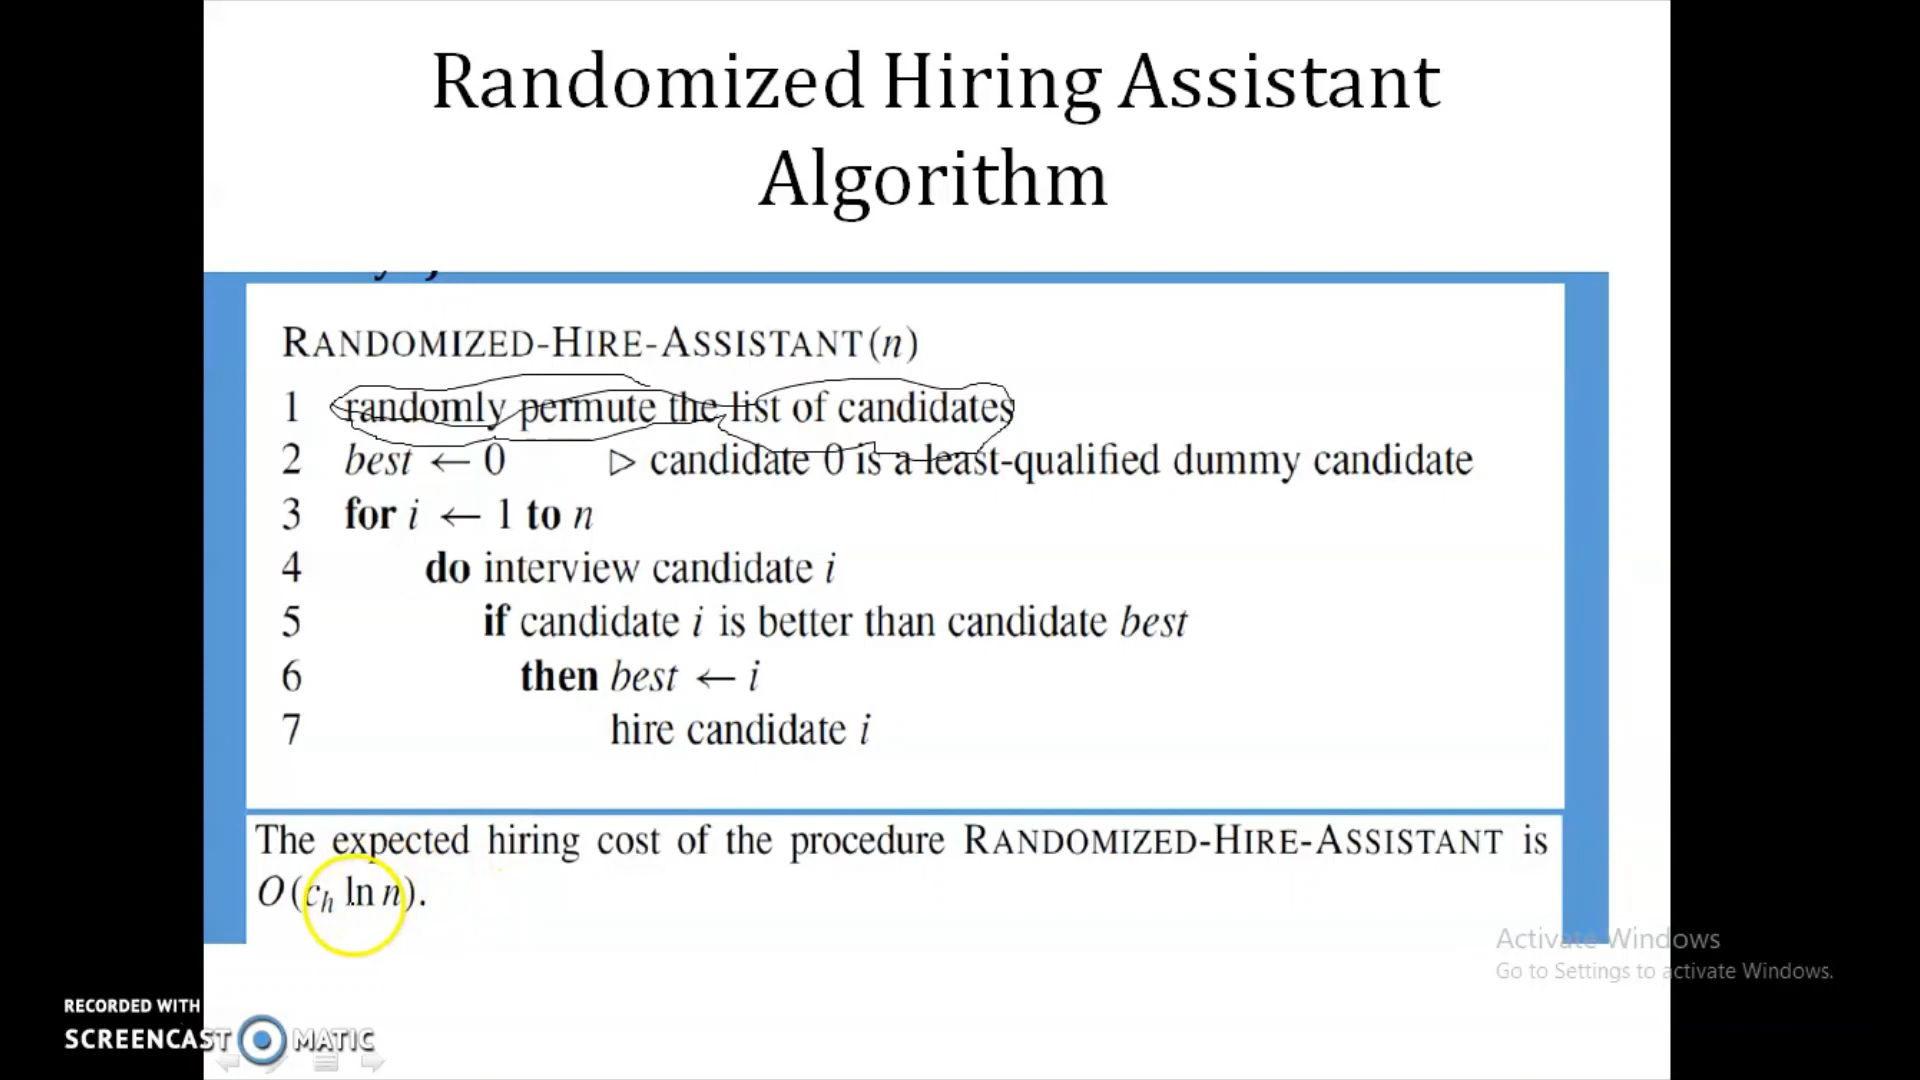 Randomized Hiring Assistant
Algorithm
RANDOMIZED-HIRE-ASSISTANT(n)
1 randomly permute the list of candidates
2 best ← 0 ▷ candidate 0 is a least-qualified dummy candidate
3 for i ← 1 to n
4 do interview candidate i
5 if candidate i is better than candidate best
6 then best ← i
7 hire candidate i
The expected hiring cost of the procedure RANDOMIZED-HIRE-ASSISTANT is
O(c_h ln n).
Activate Windows
Go to Settings to activate Windows.
RECORDED WITH
SCREENCAST MATIC